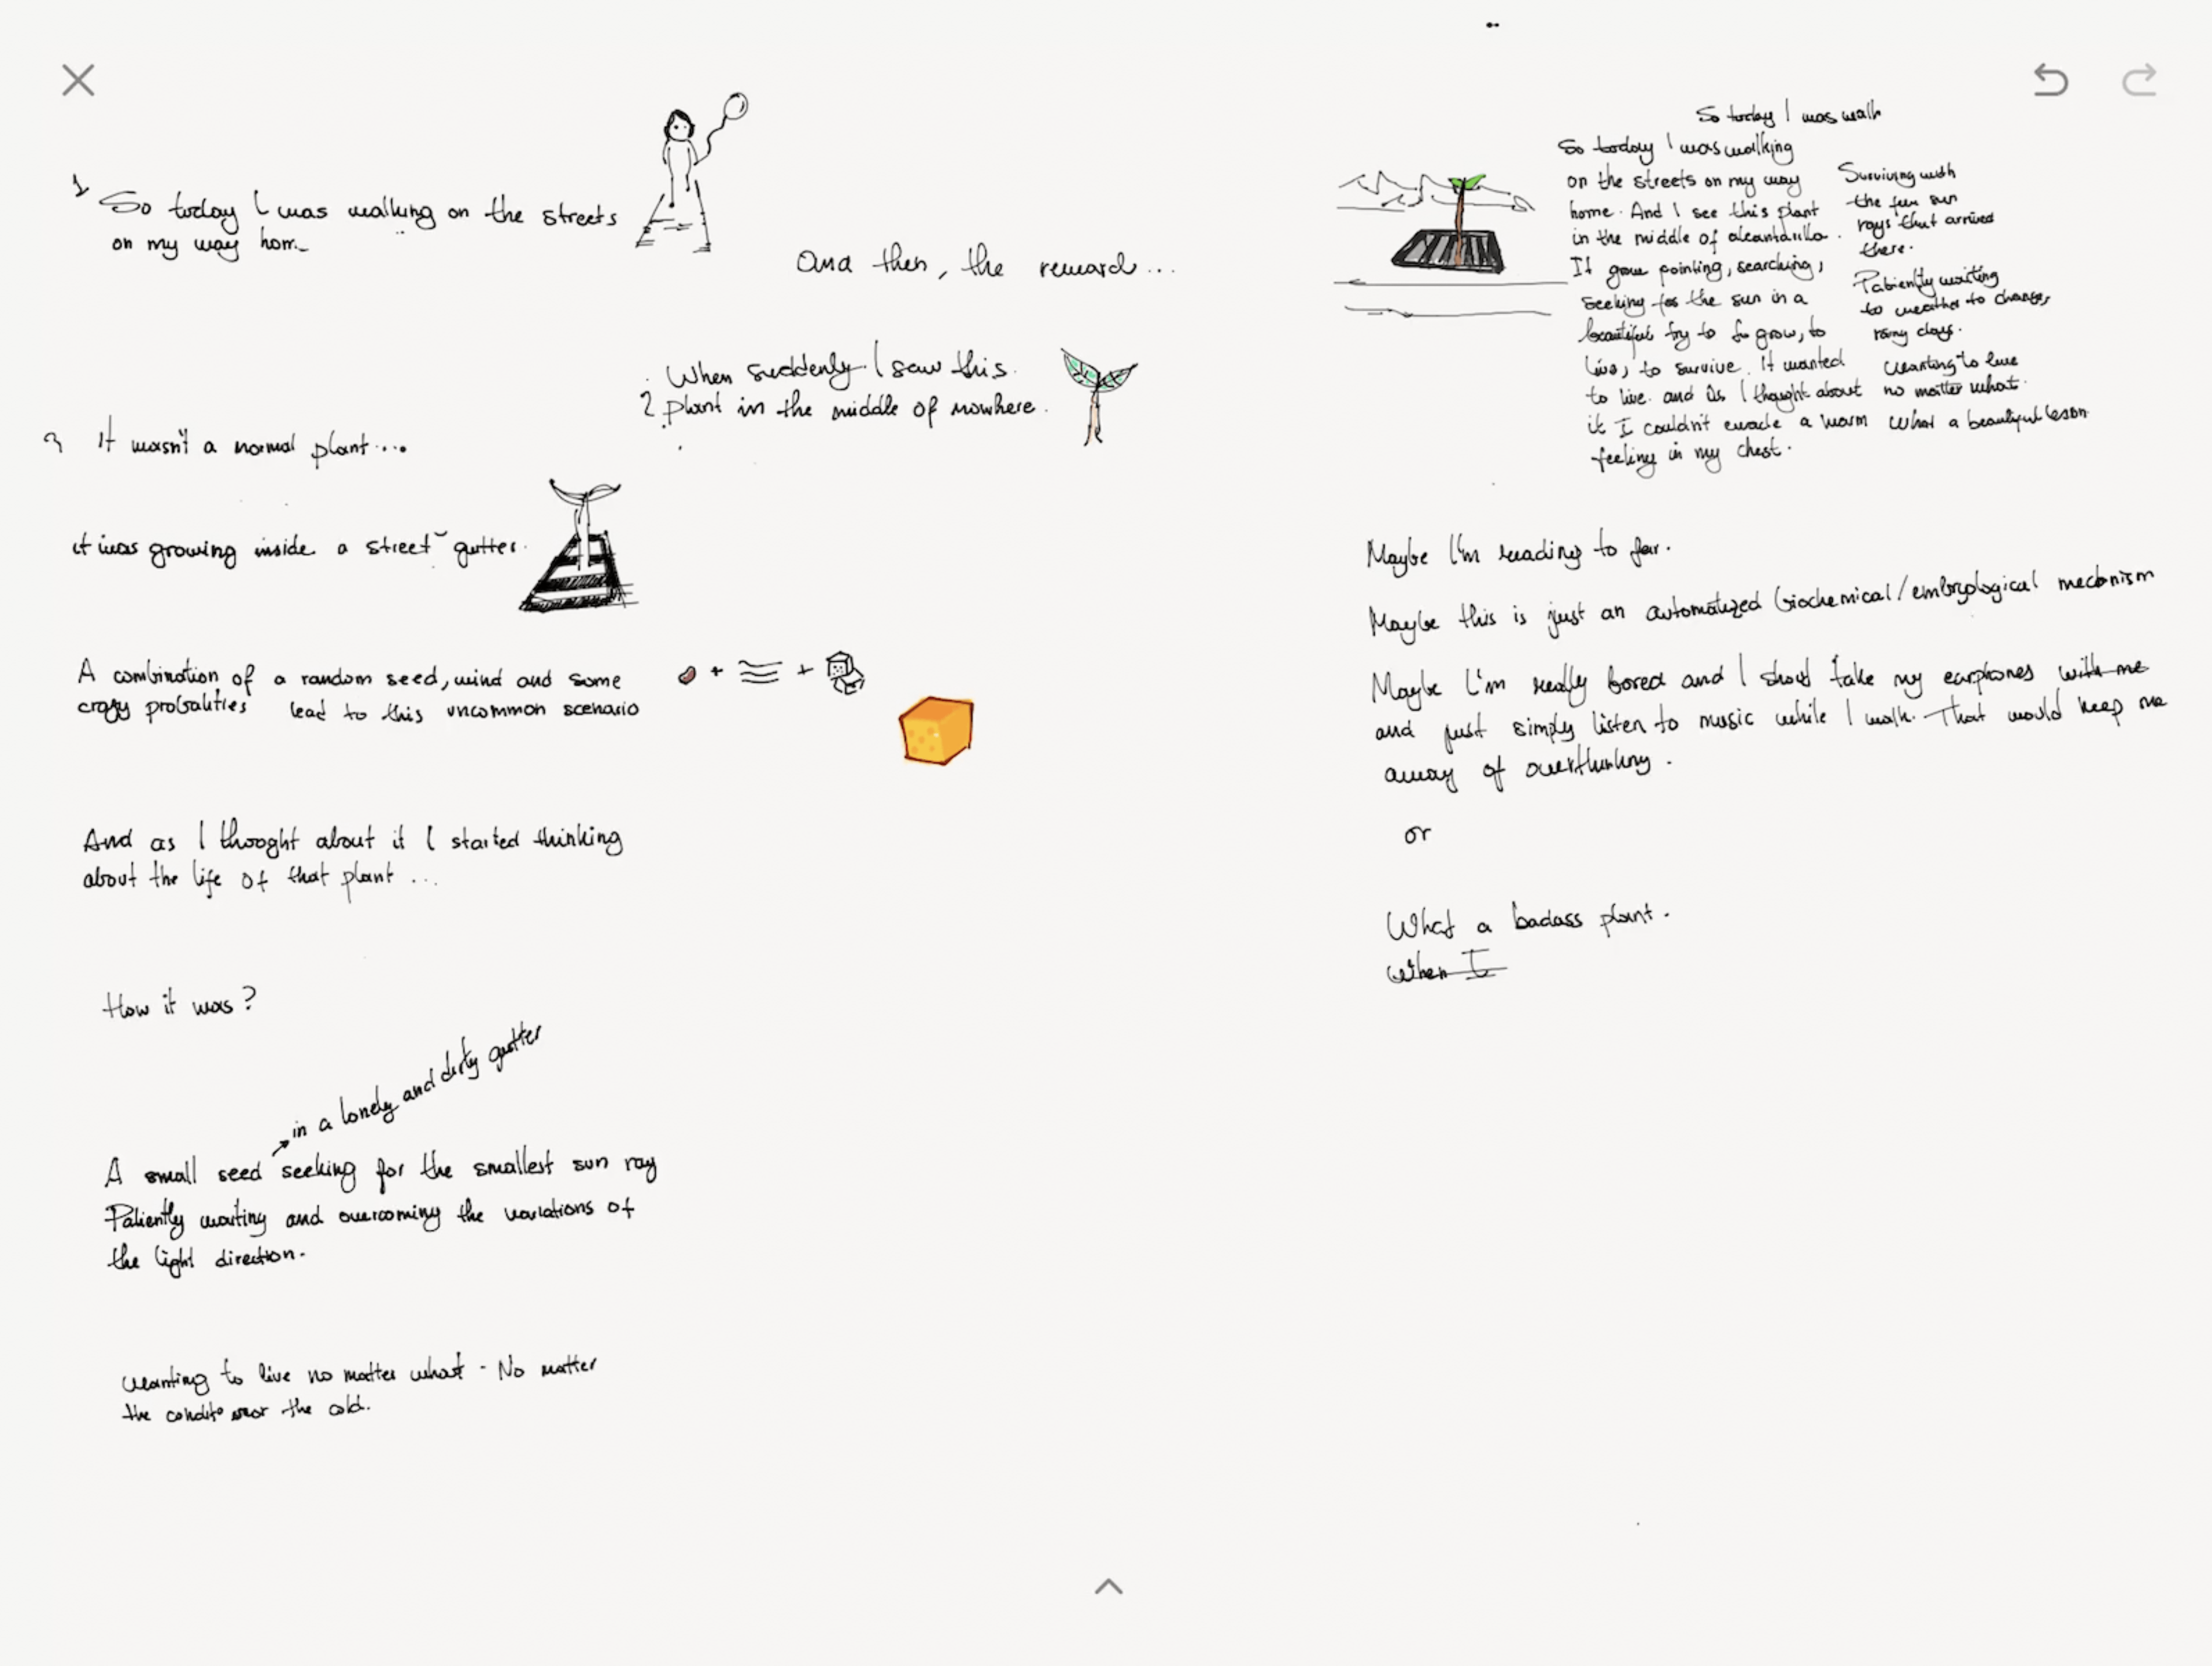 1 So today I was walking on the streets
on my way hom
And then, the reward...
When suddenly I saw this
2 plant in the middle of nowhere.
3 It wasn't a normal plant...
it was growing inside a street gutter.
A combination of a random seed, wind and some
crazy probalities lead to this uncommon scenario
And as I thooght about it I started thinking
about the life of that plant ...
How it was?
in a lonely and dirty gutter
A small seed seeking for the smallest sun ray
Patiently waiting and overcoming the variations of
the light direction.
wanting to live no matter what - No matter
the cold.
So today I was walk
So today I was walking
on the streets on my way
home. And I see this plant
in the middle of alcantarilla.
It grow pointing, searching,
seeking for the sun in a
beautiful try to grow, to
live, to survive. It wanted
to live. and as I thought about
it I couldn't evade a warm
feeling in my chest.
Surviving with
the few sun
rays that arrived
there.
Patiently waiting
to weather to change,
rainy days.
wanting to live
no matter what.
What a beautiful lesson
Maybe I'm reading to far.
Maybe this is just an automatized biochemical/embryological mecanism
Maybe I'm really bored and I should take my earphones with me
and just simply listen to music while I walk. That would keep me
away of overthinking.
or
What a badass plant.
When I